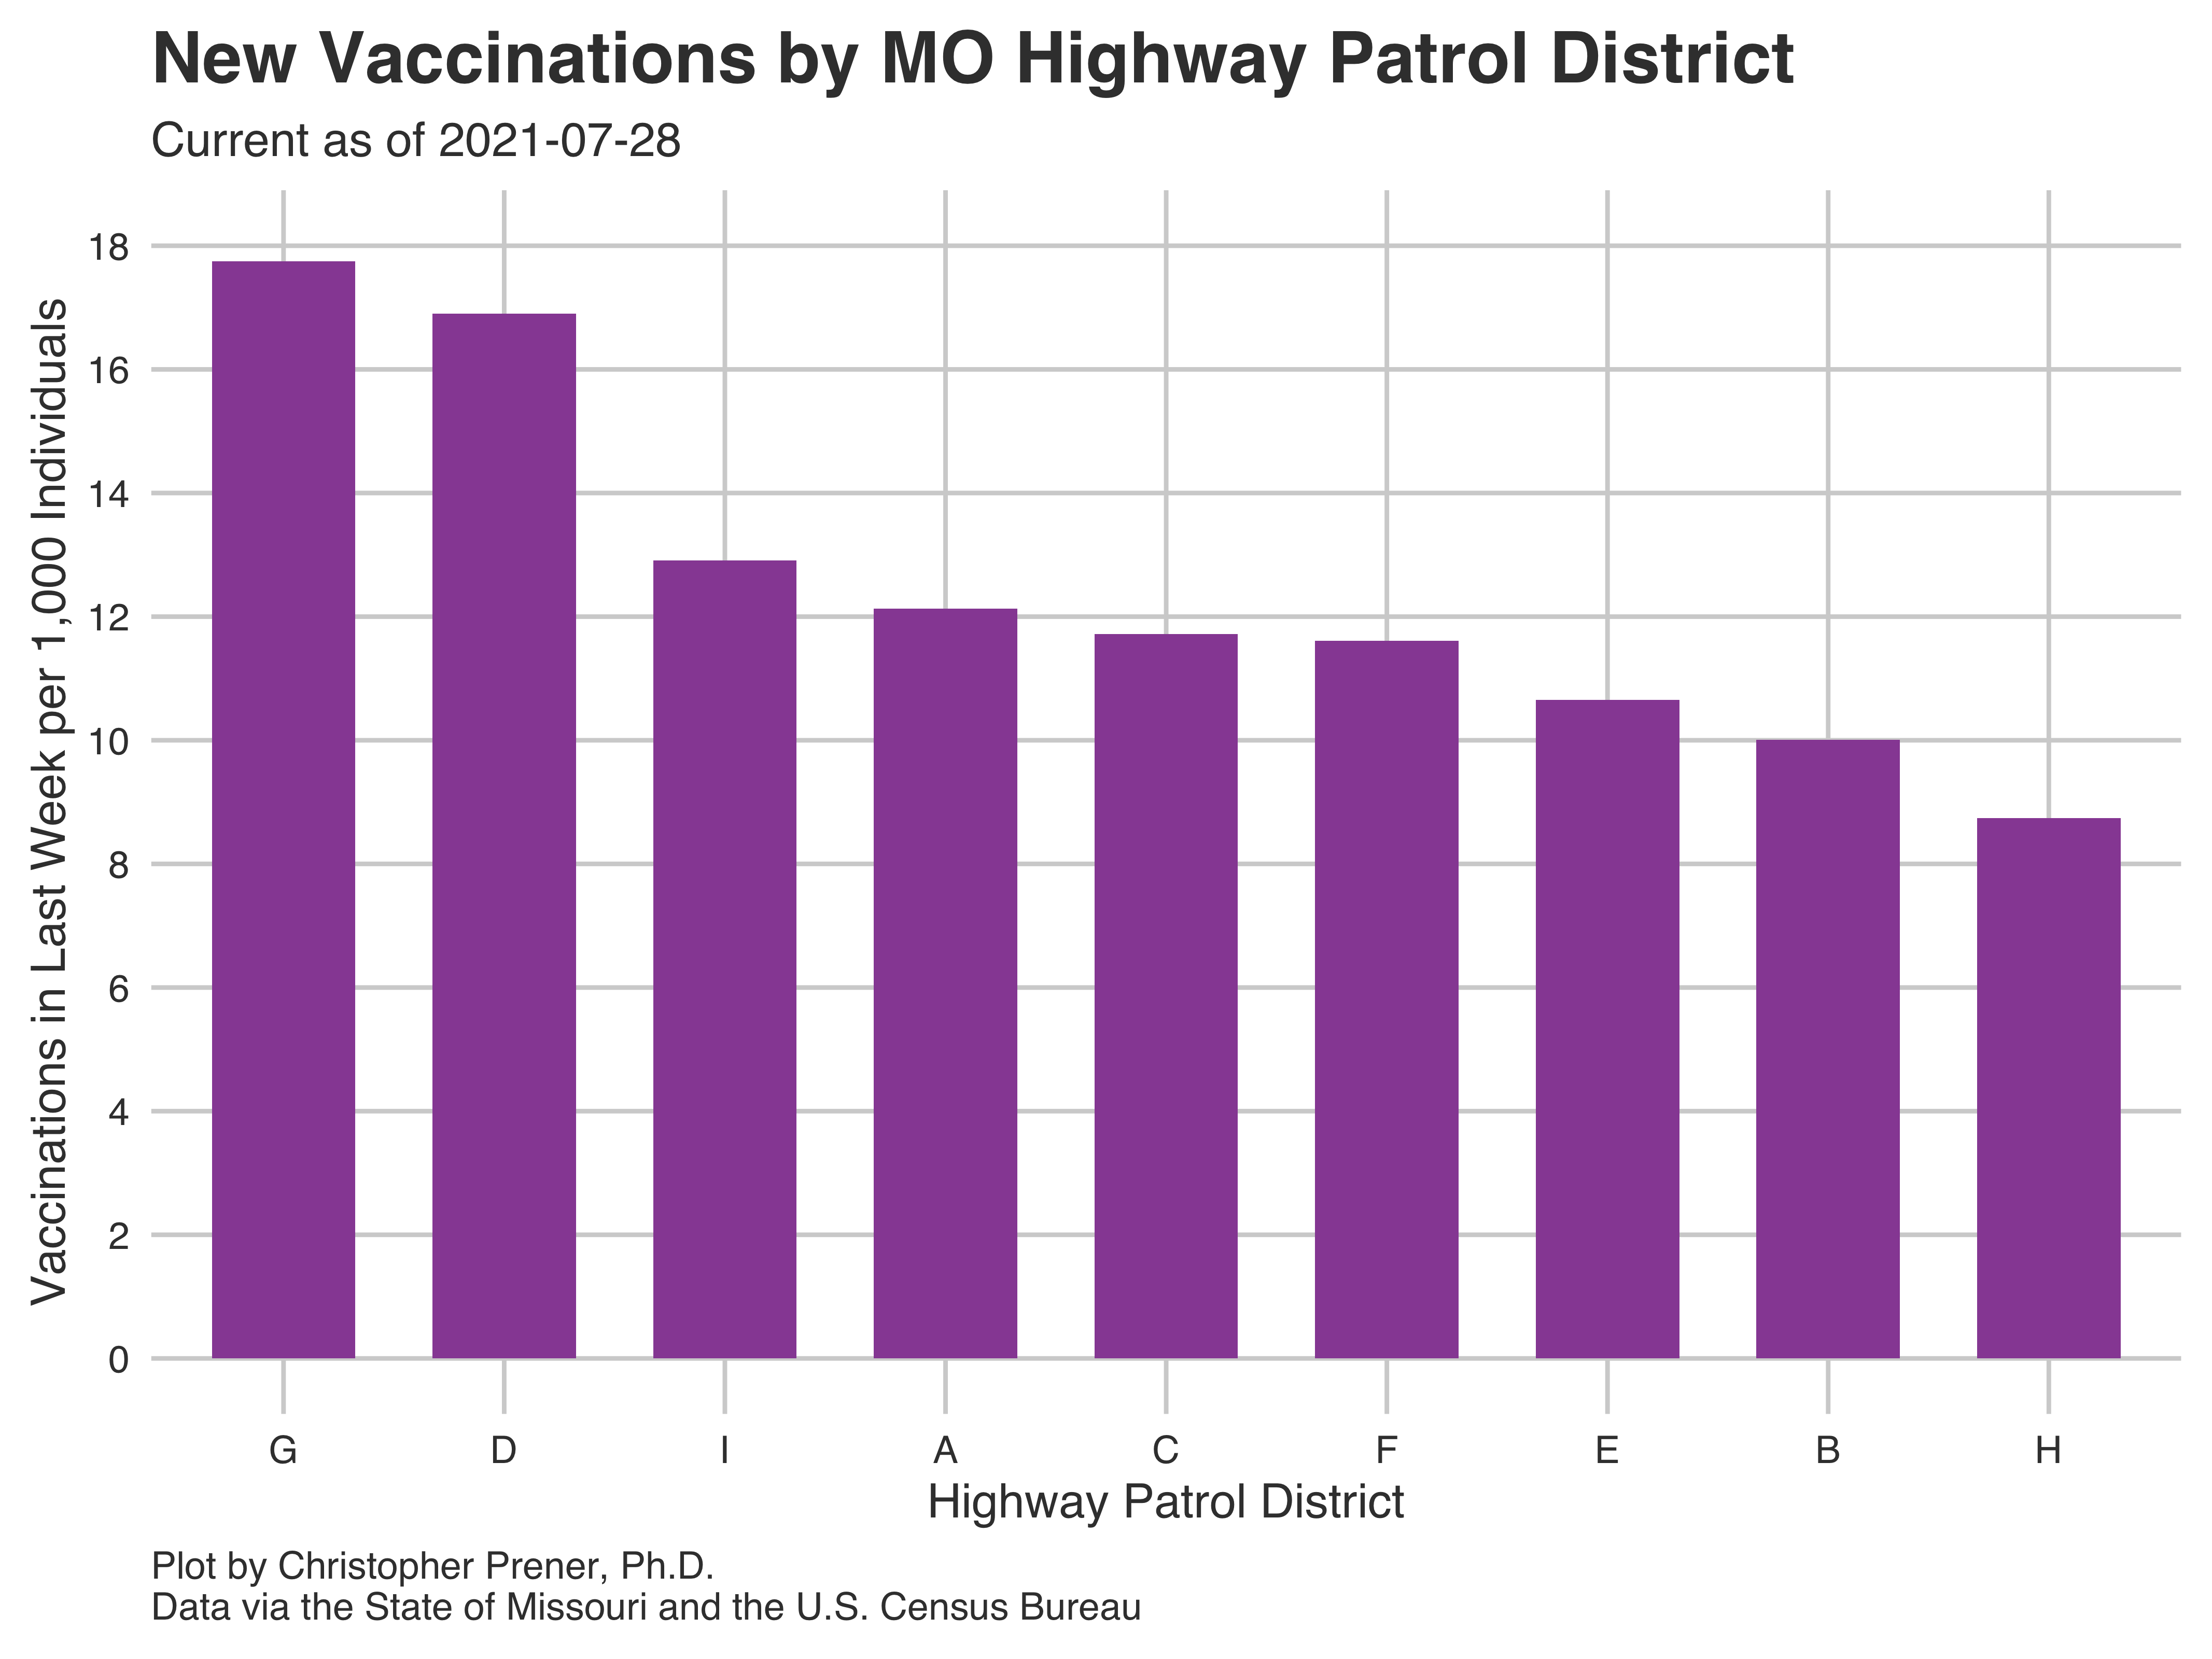 New Vaccinations by MO Highway Patrol District
Current as of 2021-07-28
Vaccinations in Last Week per 1,000 Individuals
18
16
14
12
10
8
6
4
2
0
G D I A C F E B H
Highway Patrol District
Plot by Christopher Prener, Ph.D.
Data via the State of Missouri and the U.S. Census Bureau